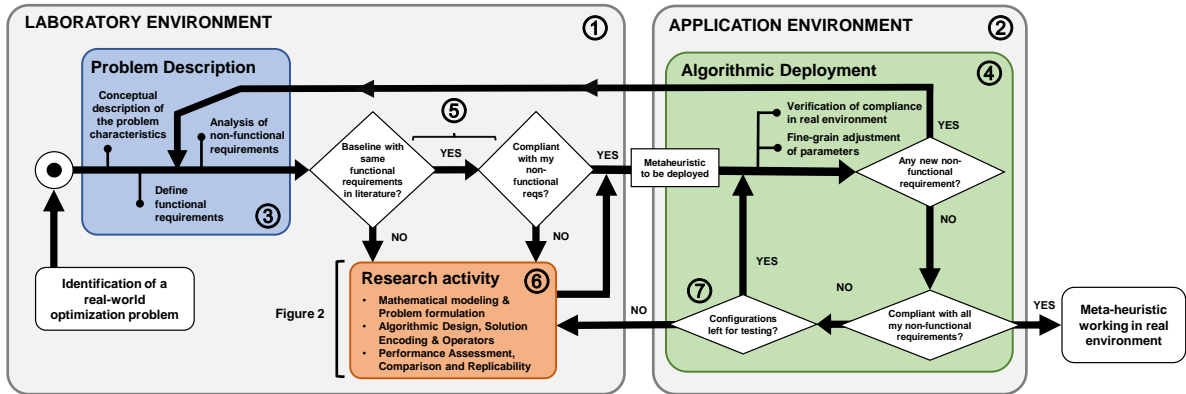 LABORATORY ENVIRONMENT
1
Problem Description
Conceptual
description of
the problem
characteristics
Analysis of
non-functional
requirements
Define
functional
requirements
3
Identification of a
real-world
optimization problem
Baseline with
same
functional
requirements
in literature?
5
YES
NO
Compliant
with my
non-
functional
reqs?
YES
NO
Figure 2
Research activity
6
• Mathematical modeling &
Problem formulation
• Algorithmic Design, Solution
Encoding & Operators
• Performance Assessment,
Comparison and Replicability
Metaheuristic
to be deployed
APPLICATION ENVIRONMENT
2
Algorithmic Deployment
4
Verification of compliance
in real environment
Fine-grain adjustment
of parameters
YES
Any new non-
functional
requirement?
NO
YES
7
NO
Configurations
left for testing?
NO
Compliant with all
my non-functional
requirements?
YES
Meta-heuristic
working in real
environment